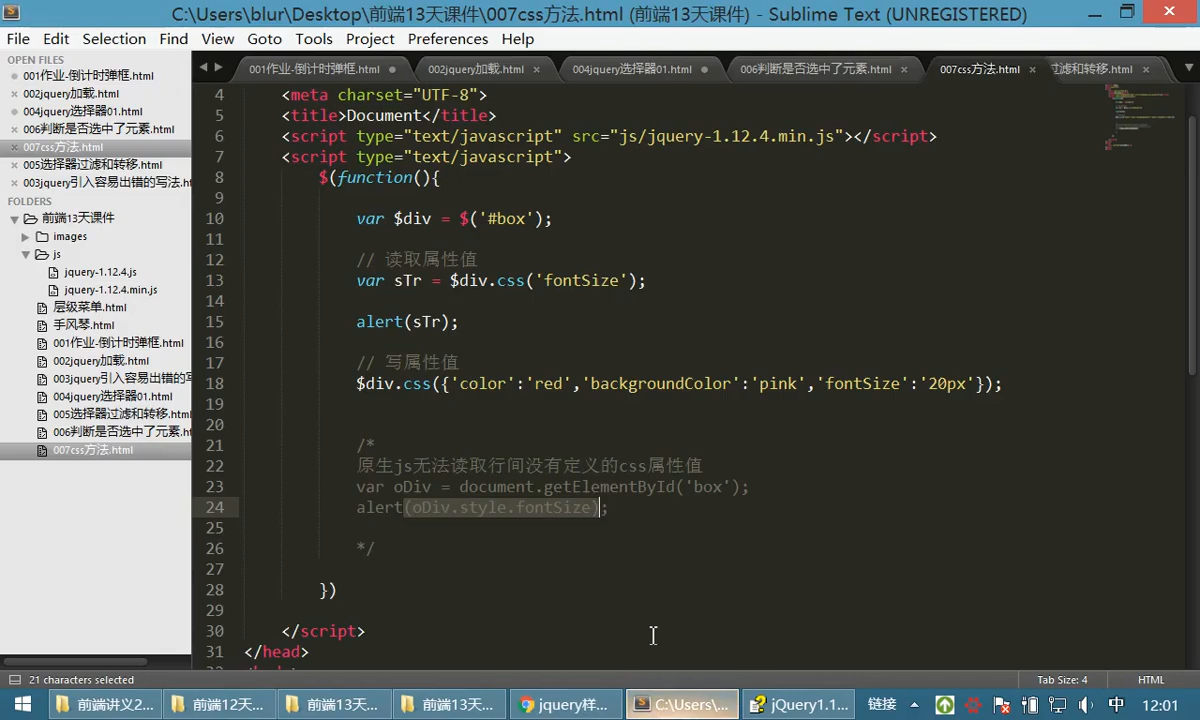 C:\Users\blur\Desktop\前端13天课件\007css方法.html (前端13天课件) - Sublime Text (UNREGISTERED)
File Edit Selection Find View Goto Tools Project Preferences Help
OPEN FILES
001作业-倒计时弹框.html
002jquery加载.html
004jquery选择器01.html
006判断是否选中了元素.html
007css方法.html
005选择器过滤和转移.html
003jquery引入容易出错的写法.ht
FOLDERS
前端13天课件
images
js
jquery-1.12.4.js
jquery-1.12.4.min.js
层级菜单.html
手风琴.html
001作业-倒计时弹框.html
002jquery加载.html
003jquery引入容易出错的写
004jquery选择器01.html
005选择器过滤和转移.html
006判断是否选中了元素.ht
007css方法.html
001作业-倒计时弹框.html 002jquery加载.html 004jquery选择器01.html 006判断是否选中了元素.html 007css方法.html 过滤和转移.html
4 <meta charset="UTF-8">
5 <title>Document</title>
6 <script type="text/javascript" src="js/jquery-1.12.4.min.js"></script>
7 <script type="text/javascript">
8 $(function(){
9
10 var $div = $('#box');
11
12 // 读取属性值
13 var sTr = $div.css('fontSize');
14
15 alert(sTr);
16
17 // 写属性值
18 $div.css({'color':'red','backgroundColor':'pink','fontSize':'20px'});
19
20
21 /*
22 原生js无法读取行间没有定义的css属性值
23 var oDiv = document.getElementById('box');
24 alert(oDiv.style.fontSize);
25
26 */
27
28 })
29
30 </script>
31 </head>
21 characters selected Tab Size: 4 HTML
前端讲义2... 前端12天... 前端13天... 前端13天... jquery样... C:\Users\... jQuery1.1... 链接 中 12:01